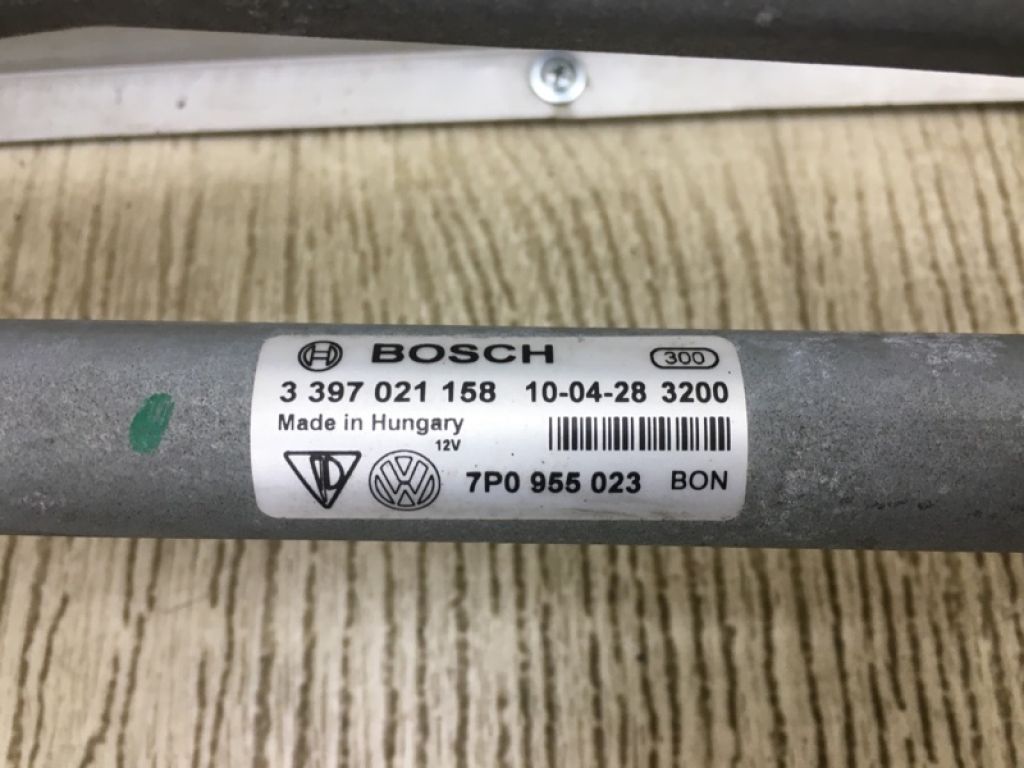 BOSCH 300
3 397 021 158 10-04-28 3200
Made in Hungary
12V
7P0 955 023 BON